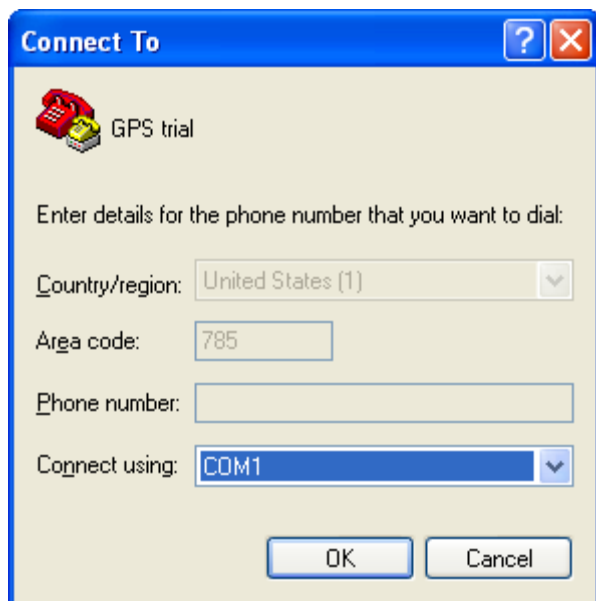 Connect To
?
GPS trial
Enter details for the phone number that you want to dial:
Country/region: United States (1)
Area code: 785
Phone number:
Connect using: COM1
OK Cancel